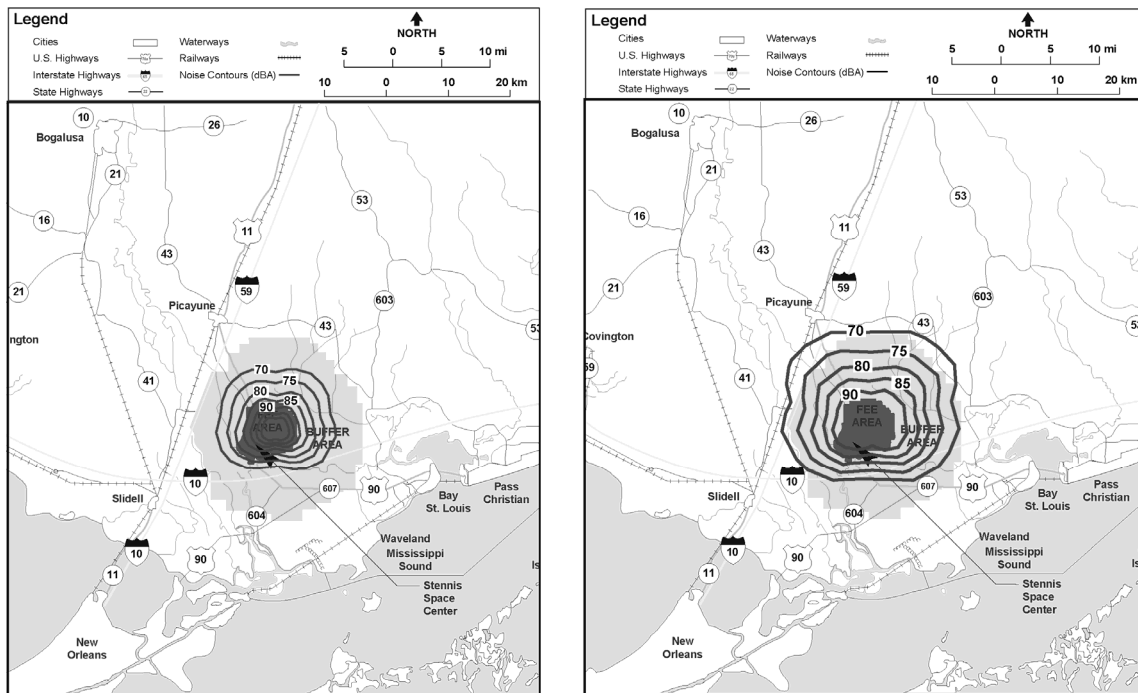 Legend
NORTH
Cities
Waterways
5 0 5 10 mi
U.S. Highways
Railways
Interstate Highways
Noise Contours (dBA)
10 0 10 20 km
State Highways
10
26
Bogalusa
21
53
16
11
43
59
21
603
Picayune
43
53
ngton
41
70
75
80
85
90
AREA
BUFFER
AREA
10
607
90
Slidell
Bay
St. Louis
Pass
Christian
604
Waveland
10
90
Mississippi
Sound
11
Is
Stennis
Space
Center
New
Orleans
Legend
NORTH
Cities
Waterways
5 0 5 10 mi
U.S. Highways
Railways
Interstate Highways
Noise Contours (dBA)
10 0 10 20 km
State Highways
10
26
Bogalusa
21
53
16
11
43
59
21
603
Picayune
43
53
Covington
70
75
59
80
41
85
90
FEE
AREA
BUFFER
AREA
10
607
90
Slidell
Bay
St. Louis
Pass
Christian
604
Waveland
10
90
Mississippi
Sound
11
Is
Stennis
Space
Center
New
Orleans